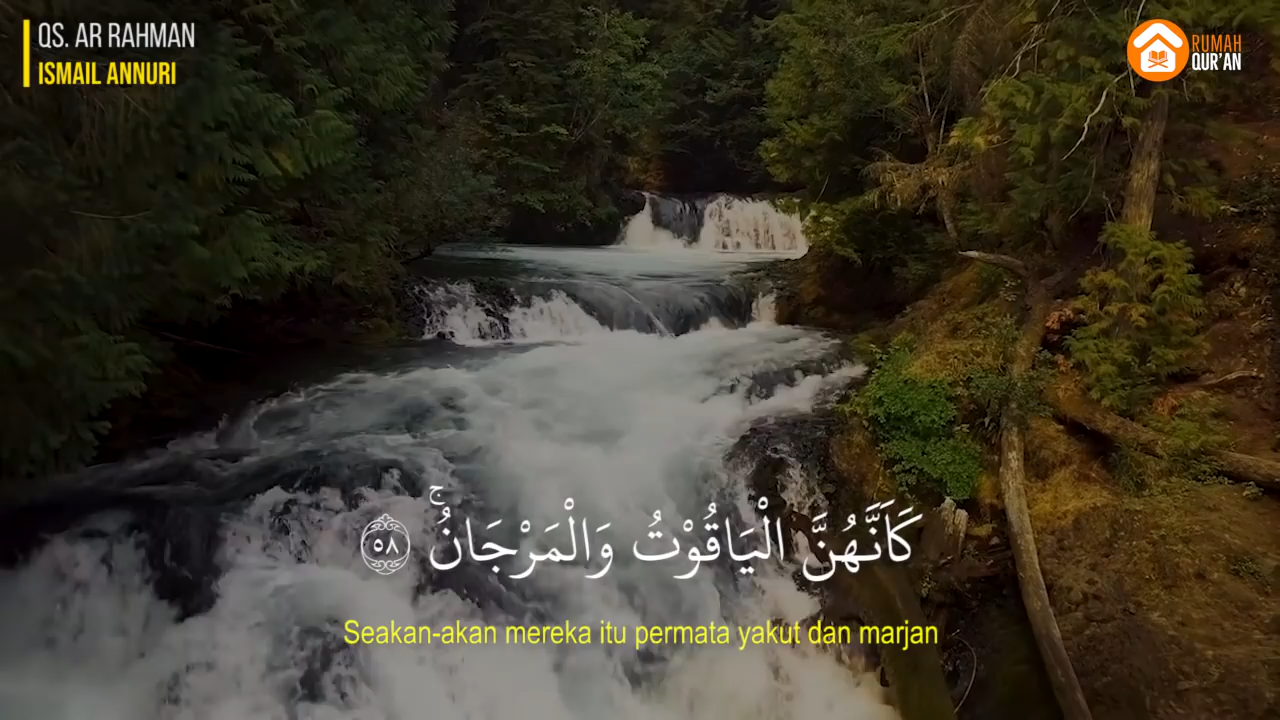 QS. AR RAHMAN
ISMAIL ANNURI
RUMAH
QUR'AN
كَاَنَّهُنَّ الْيَاقُوْتُ وَالْمَرْجَانُۚ ٥٨
Seakan-akan mereka itu permata yakut dan marjan